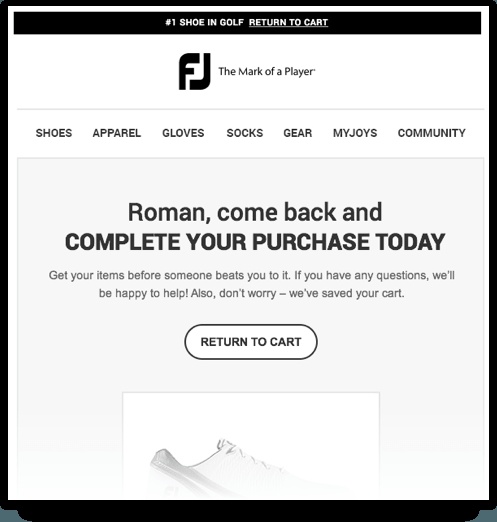 #1 SHOE IN GOLF RETURN TO CART
FJ The Mark of a Player
SHOES APPAREL GLOVES SOCKS GEAR MYJOYS COMMUNITY
Roman, come back and
COMPLETE YOUR PURCHASE TODAY
Get your items before someone beats you to it. If you have any questions, we'll
be happy to help! Also, don't worry – we've saved your cart.
RETURN TO CART